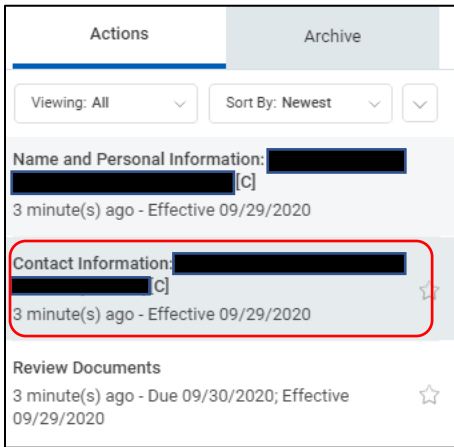 Actions
Archive
Viewing: All
Sort By: Newest
Name and Personal Information:
[C]
3 minute(s) ago - Effective 09/29/2020
Contact Information:
C]
3 minute(s) ago - Effective 09/29/2020
Review Documents
3 minute(s) ago - Due 09/30/2020; Effective
09/29/2020